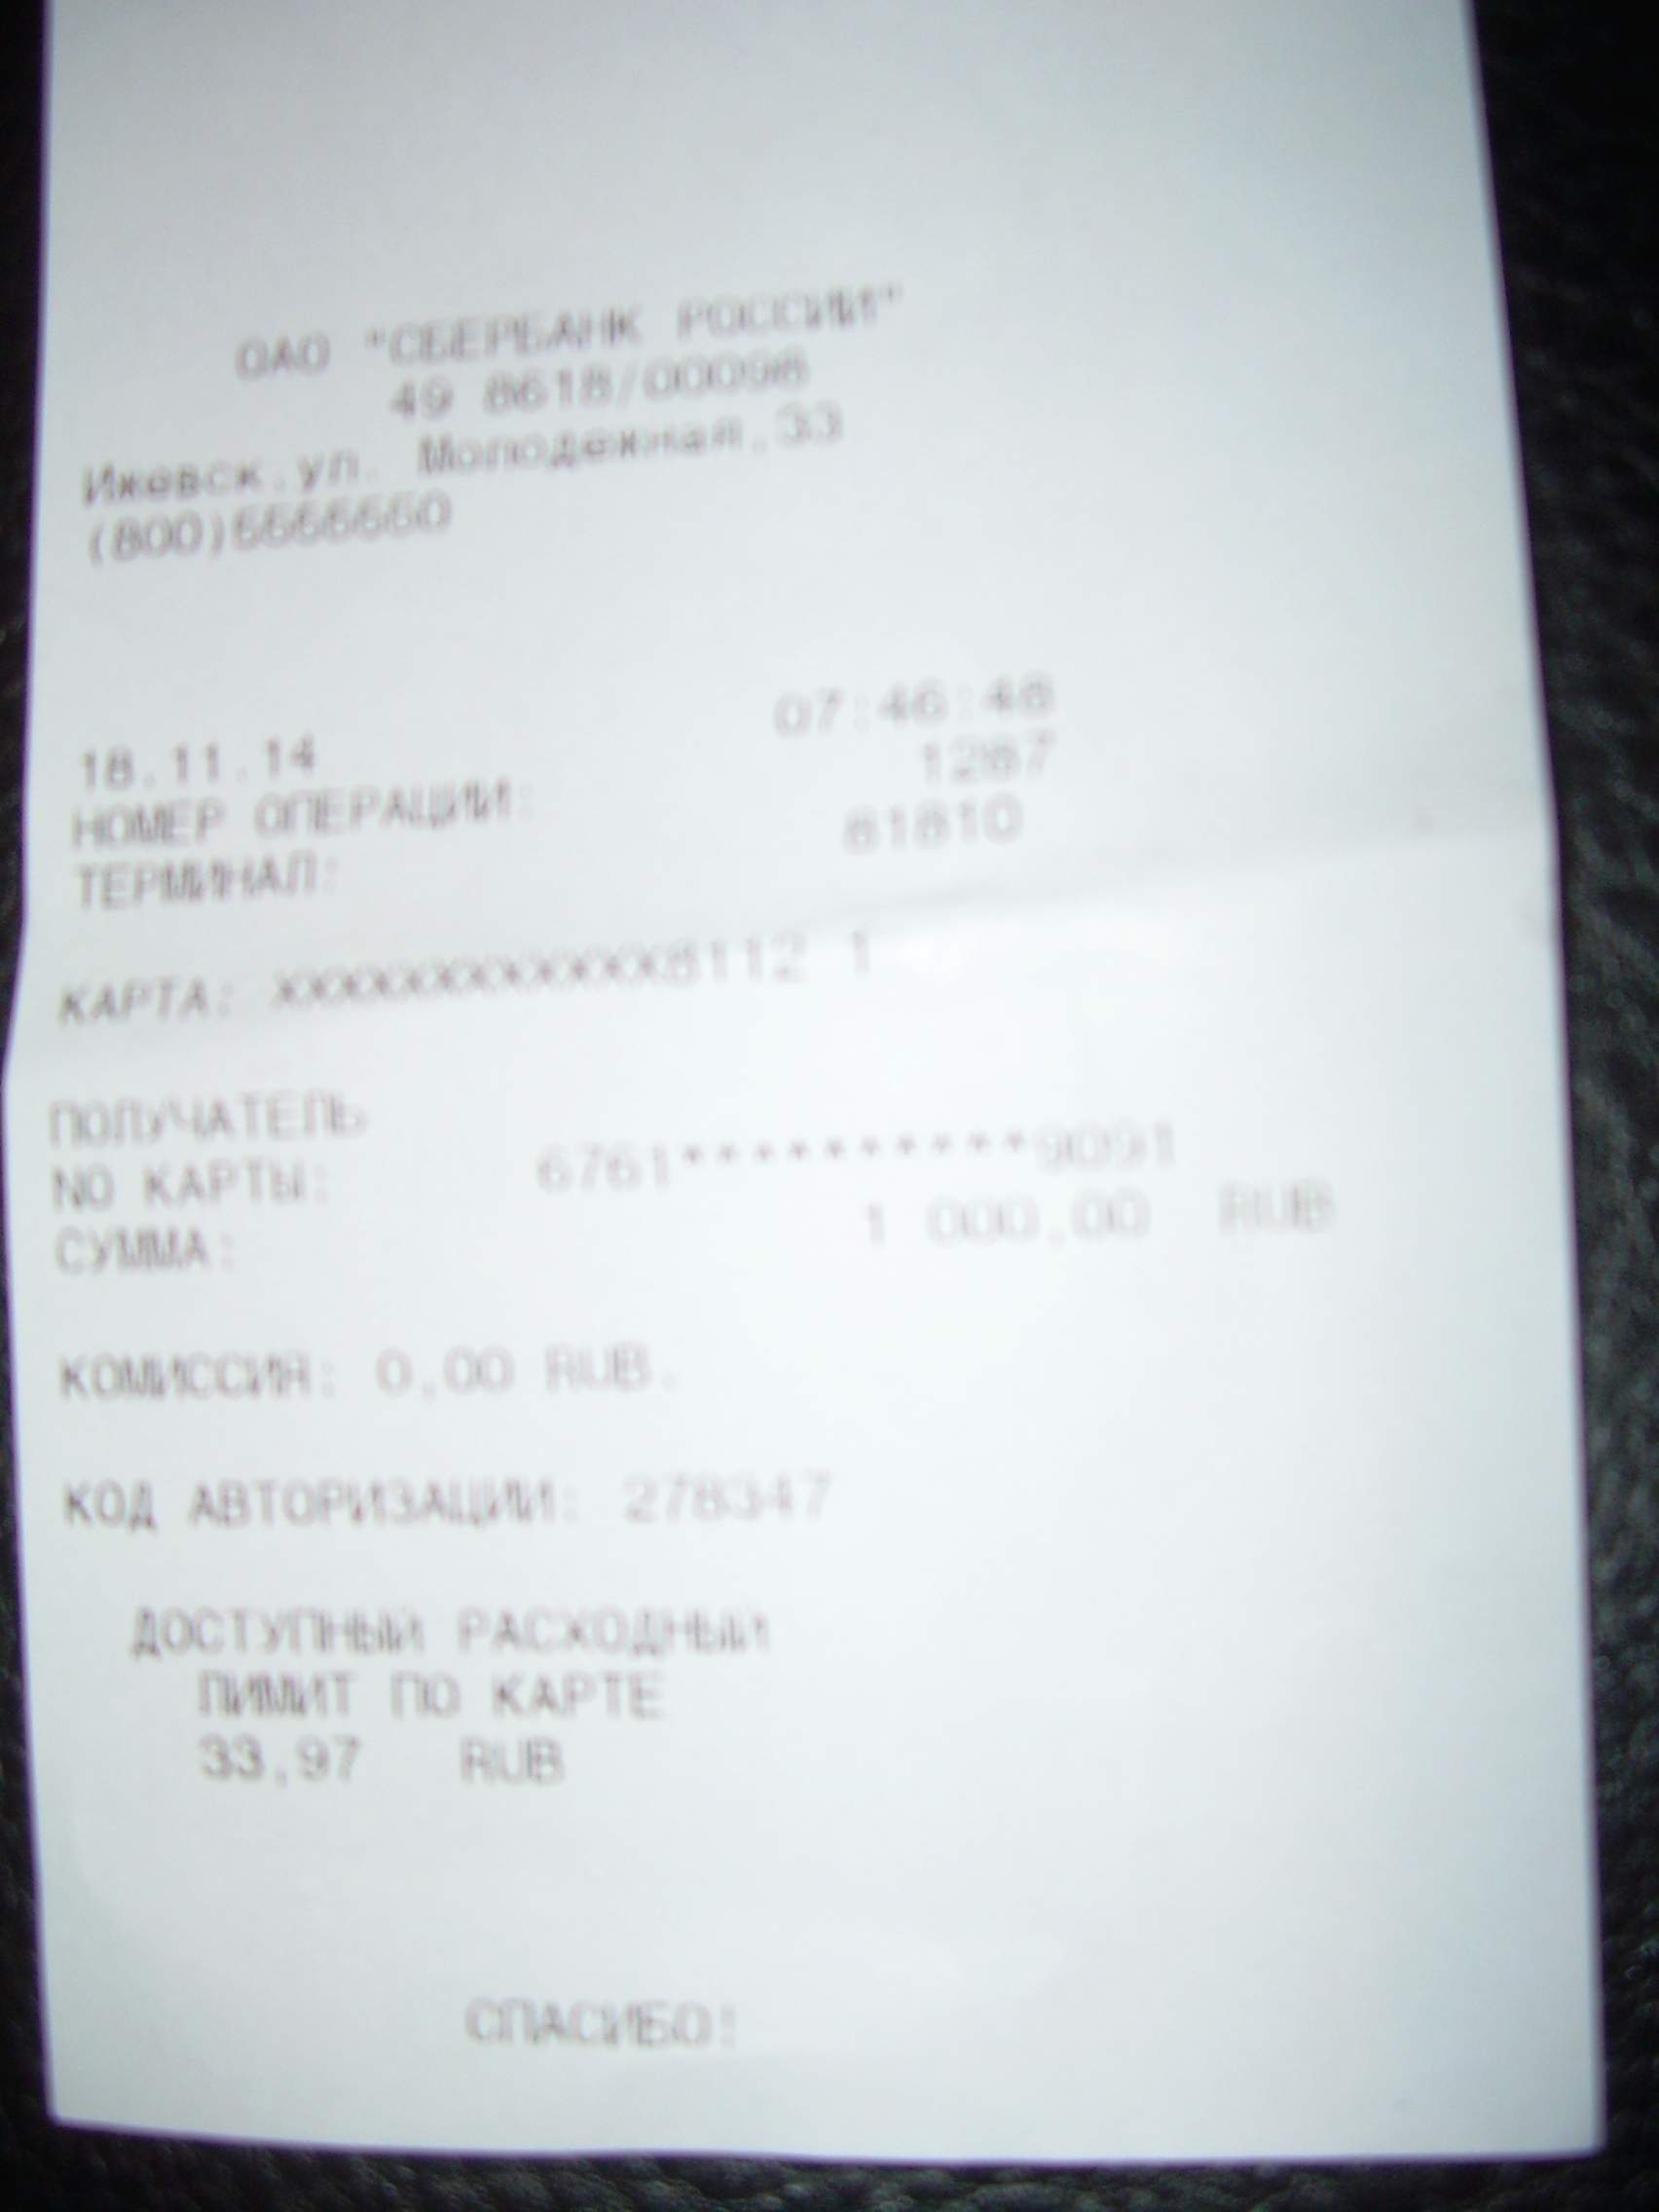 ОАО "СБЕРБАНК РОССИИ"
49 8618/00098
Ижевск,ул. Молодежная,33
(800)5555550
18.11.14 07:46:48
НОМЕР ОПЕРАЦИИ: 1287
ТЕРМИНАЛ: 81810
КАРТА: XXXXXXXXXXXX8112 1
ПОЛУЧАТЕЛЬ
NO КАРТЫ: 6761**********9091
СУММА: 1 000,00 RUB
КОМИССИЯ: 0,00 RUB.
КОД АВТОРИЗАЦИИ: 278347
ДОСТУПНЫЙ РАСХОДНЫЙ
ЛИМИТ ПО КАРТЕ
33,97 RUB
СПАСИБО!